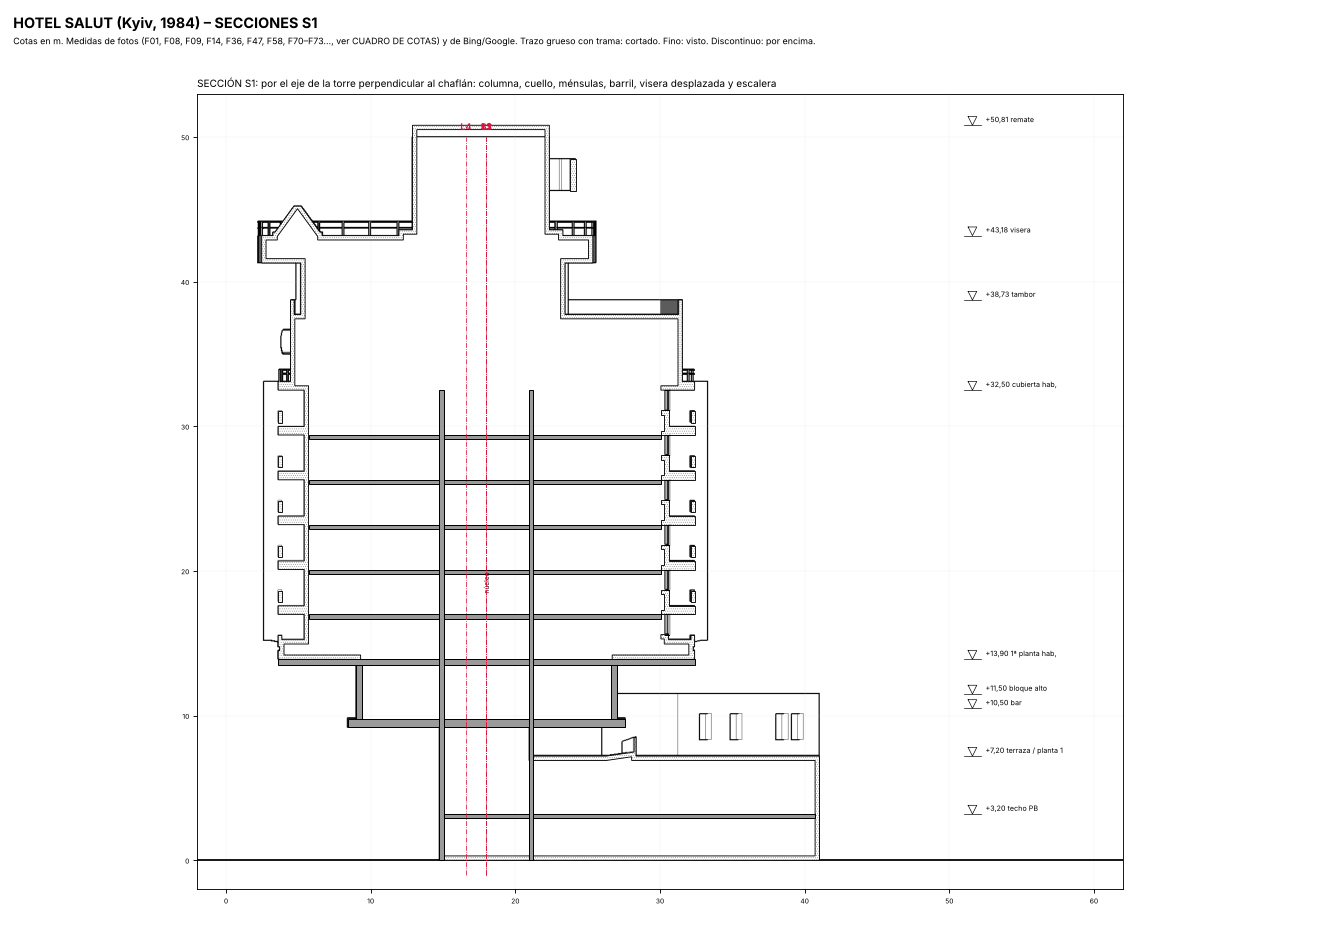 HOTEL SALUT (Kyiv, 1984) – SECCIONES S1
Cotas en m. Medidas de fotos (F01, F08, F09, F14, F36, F47, F58, F70–F73..., ver CUADRO DE COTAS) y de Bing/Google. Trazo grueso con trama: cortado. Fino: visto. Discontinuo: por encima.
SECCIÓN S1: por el eje de la torre perpendicular al chaflán: columna, cuello, ménsulas, barril, visera desplazada y escalera
+50,81 remate
50
+43,18 visera
40
+38,73 tambor
+32,50 cubierta hab,
30
20
núcleo
+13,90 1ª planta hab,
+11,50 bloque alto
10
+10,50 bar
+7,20 terraza / planta 1
+3,20 techo PB
0
0 10 20 30 40 50 60